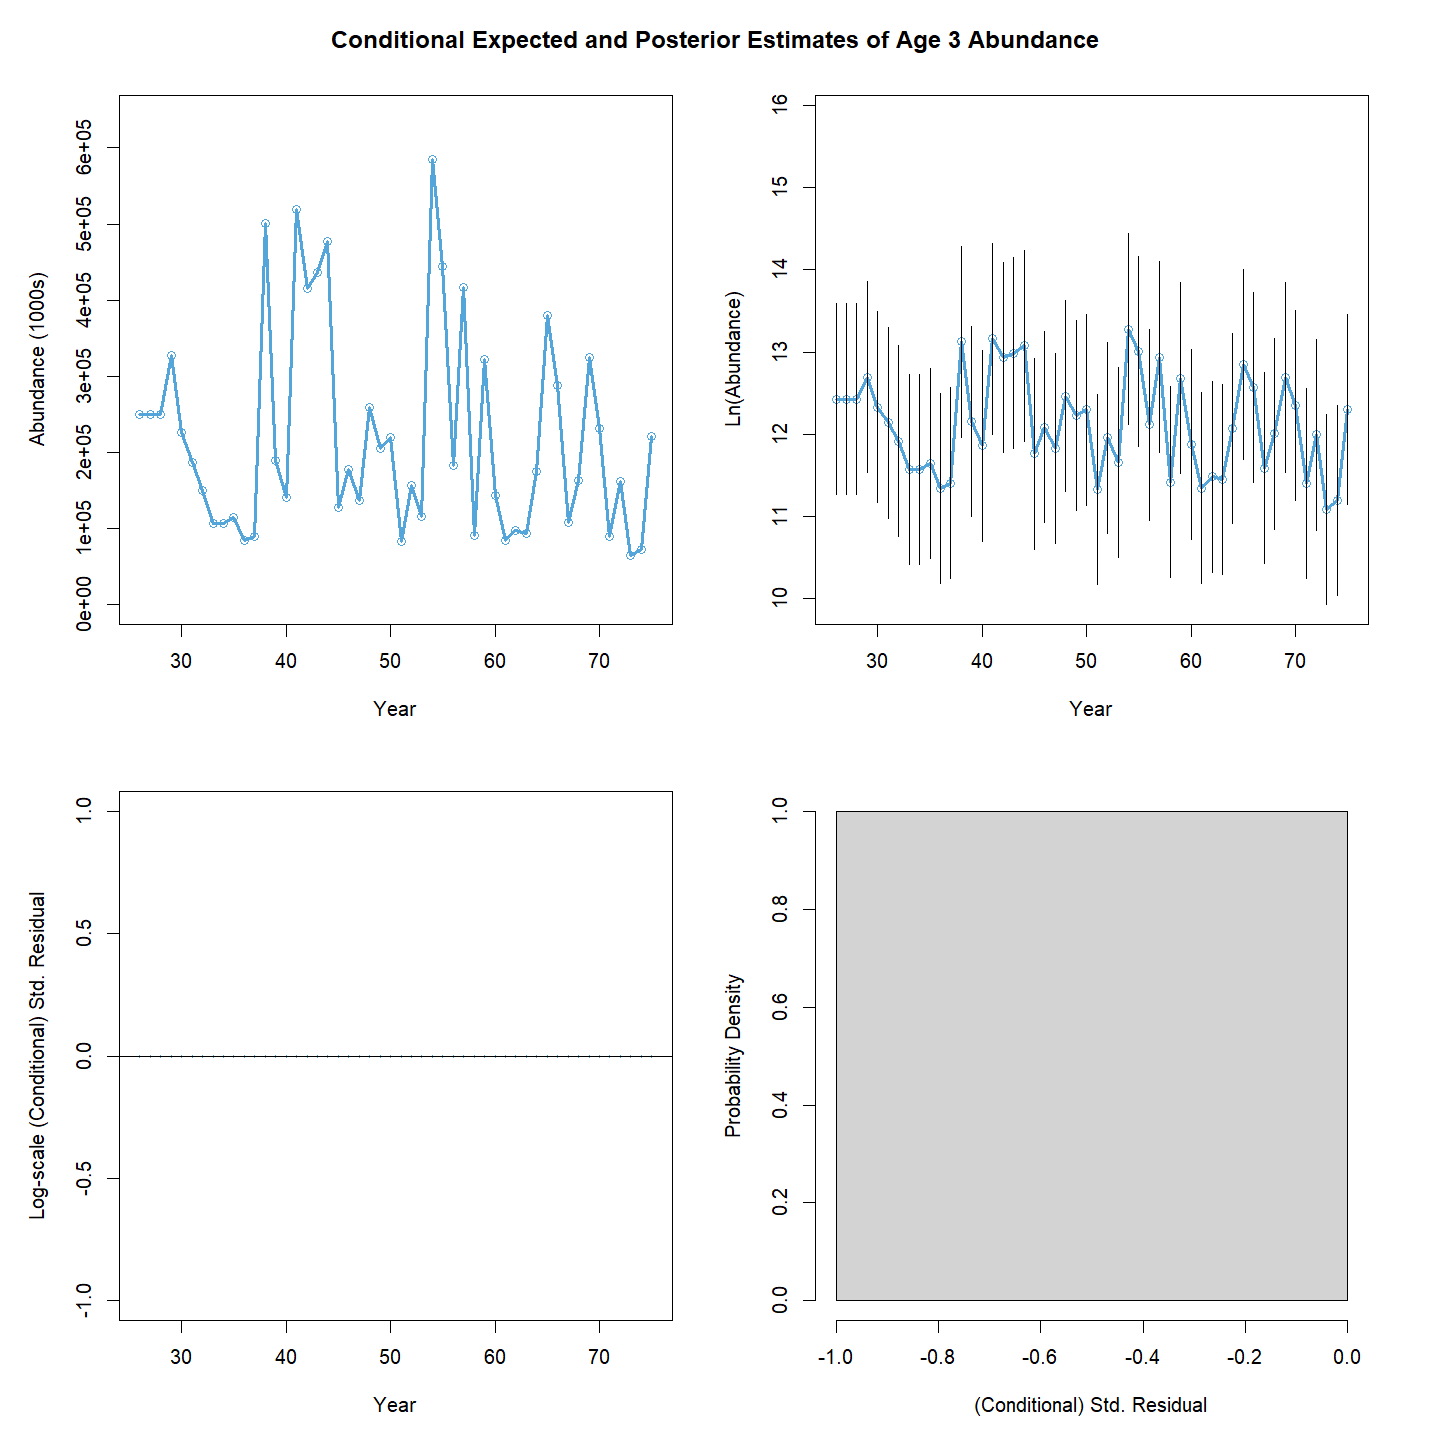 Conditional Expected and Posterior Estimates of Age 3 Abundance
Abundance (1000s)
6e+05
5e+05
4e+05
3e+05
2e+05
1e+05
0e+00
30 40 50 60 70
Year
Ln(Abundance)
16
15
14
13
12
11
10
30 40 50 60 70
Year
Log-scale (Conditional) Std. Residual
1.0
0.5
0.0
-0.5
-1.0
30 40 50 60 70
Year
Probability Density
1.0
0.8
0.6
0.4
0.2
0.0
-1.0 -0.8 -0.6 -0.4 -0.2 0.0
(Conditional) Std. Residual